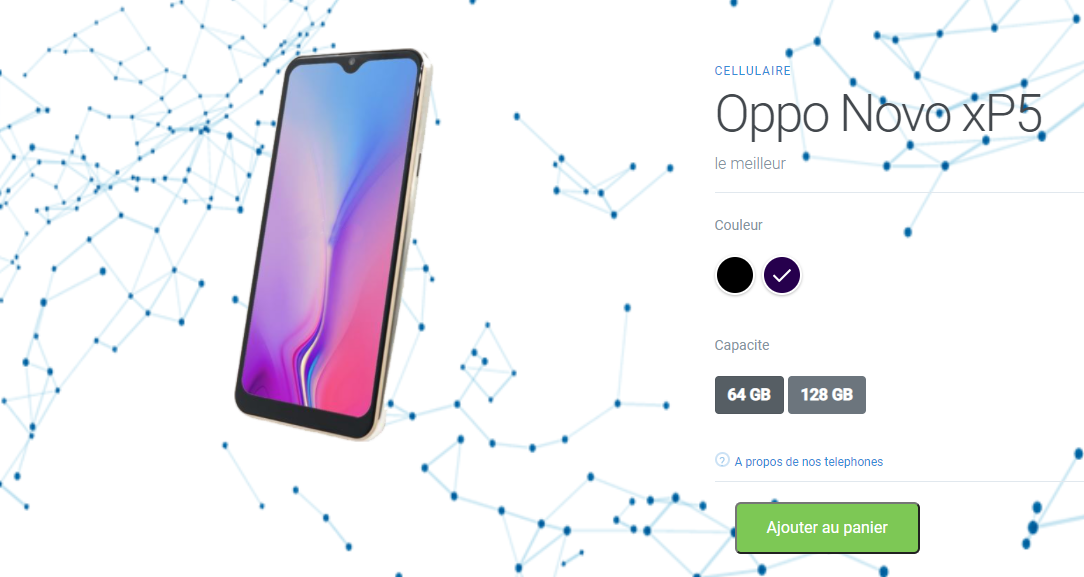 CELLULAIRE
Oppo Novo xP5
le meilleur
Couleur
Capacite
64 GB 128 GB
? A propos de nos telephones
Ajouter au panier